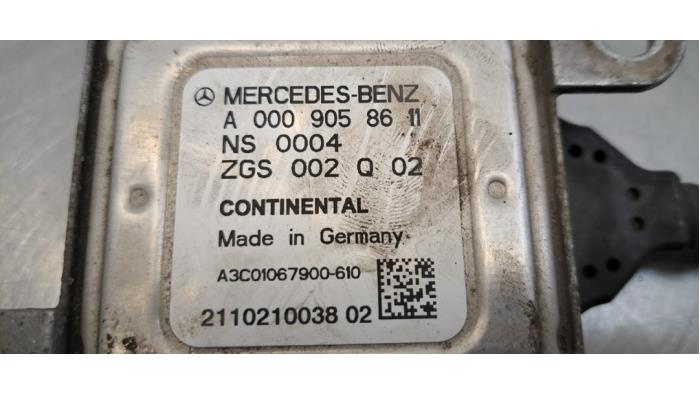 MERCEDES-BENZ
A 000 905 86 11
NS 0004
ZGS 002 Q 02
CONTINENTAL
Made in Germany
A3C01067900-610
2110210038 02